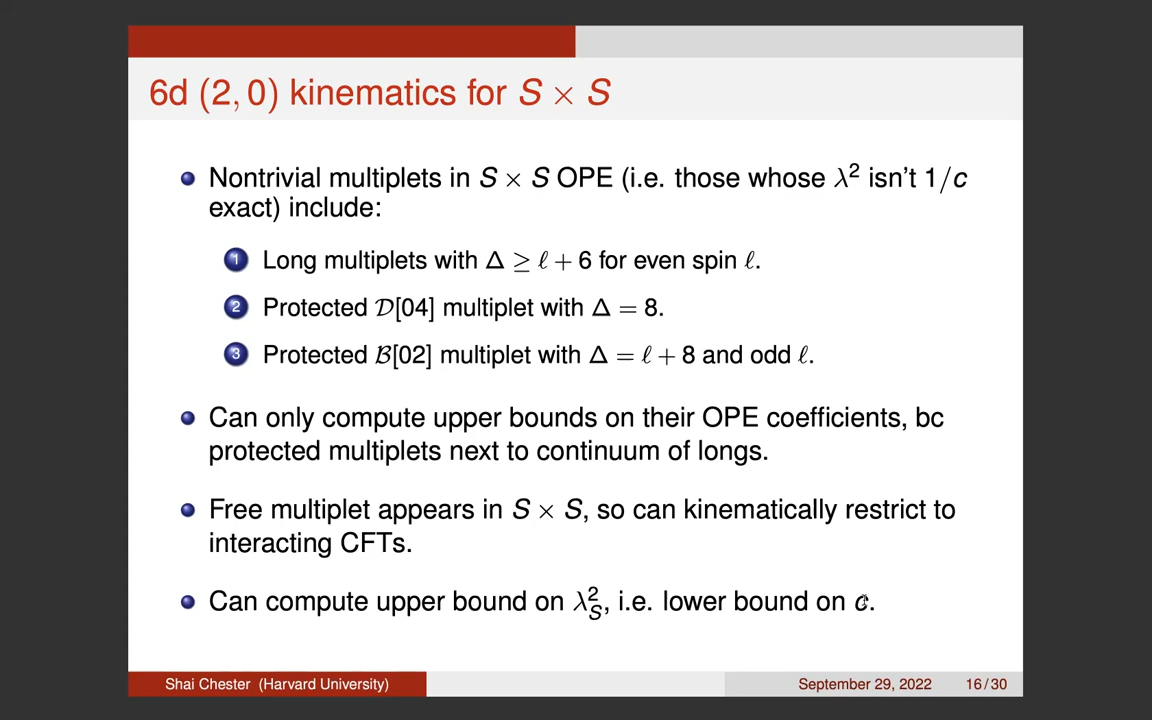 6d (2, 0) kinematics for S × S
Nontrivial multiplets in S × S OPE (i.e. those whose λ² isn't 1/c
exact) include:
1 Long multiplets with Δ ≥ ℓ + 6 for even spin ℓ.
2 Protected 𝒟[04] multiplet with Δ = 8.
3 Protected ℬ[02] multiplet with Δ = ℓ + 8 and odd ℓ.
Can only compute upper bounds on their OPE coefficients, bc
protected multiplets next to continuum of longs.
Free multiplet appears in S × S, so can kinematically restrict to
interacting CFTs.
Can compute upper bound on λ²_S, i.e. lower bound on c.
Shai Chester (Harvard University) September 29, 2022 16 / 30